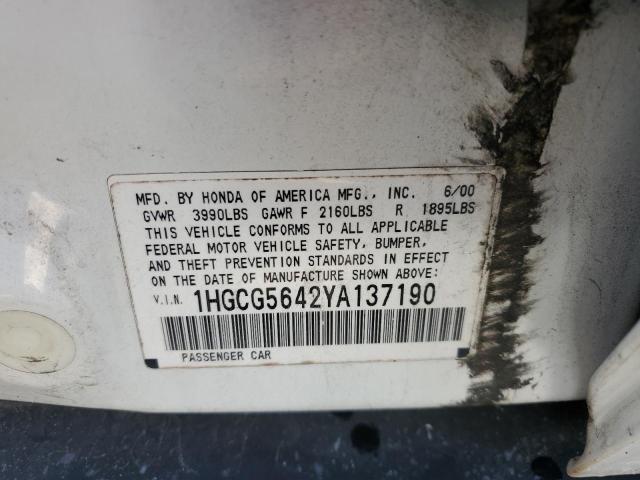 MFD. BY HONDA OF AMERICA MFG., INC. 6/00
GVWR 3990LBS GAWR F 2160LBS R 1895LBS
THIS VEHICLE CONFORMS TO ALL APPLICABLE
FEDERAL MOTOR VEHICLE SAFETY, BUMPER,
AND THEFT PREVENTION STANDARDS IN EFFECT
ON THE DATE OF MANUFACTURE SHOWN ABOVE:
V.I.N. 1HGCG5642YA137190
PASSENGER CAR